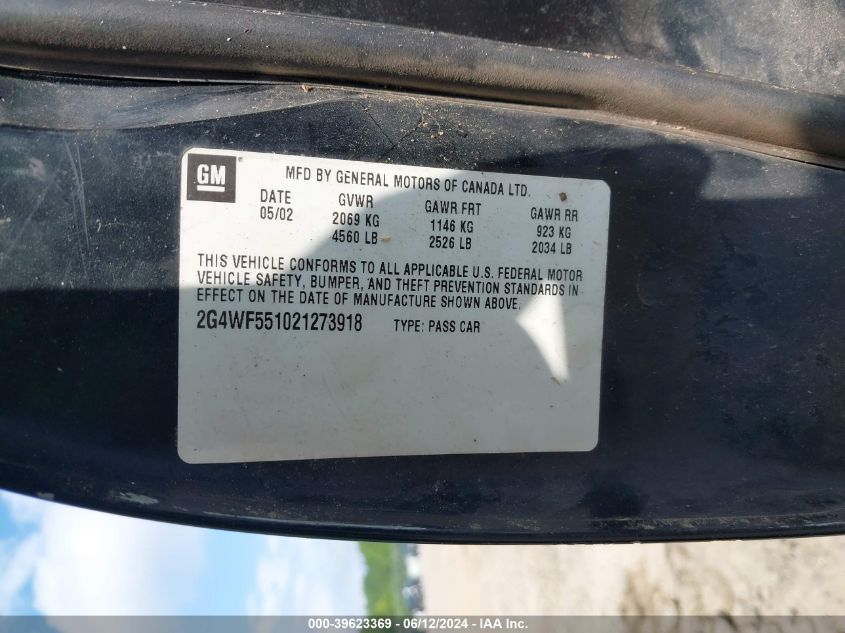 GM
MFD BY GENERAL MOTORS OF CANADA LTD.
DATE GVWR GAWR FRT GAWR RR
05/02 2069 KG 1146 KG 923 KG
4560 LB 2526 LB 2034 LB
THIS VEHICLE CONFORMS TO ALL APPLICABLE U.S. FEDERAL MOTOR
VEHICLE SAFETY, BUMPER, AND THEFT PREVENTION STANDARDS IN
EFFECT ON THE DATE OF MANUFACTURE SHOWN ABOVE.
2G4WF551021273918 TYPE: PASS CAR
000-39623369 - 06/12/2024 - IAA Inc.